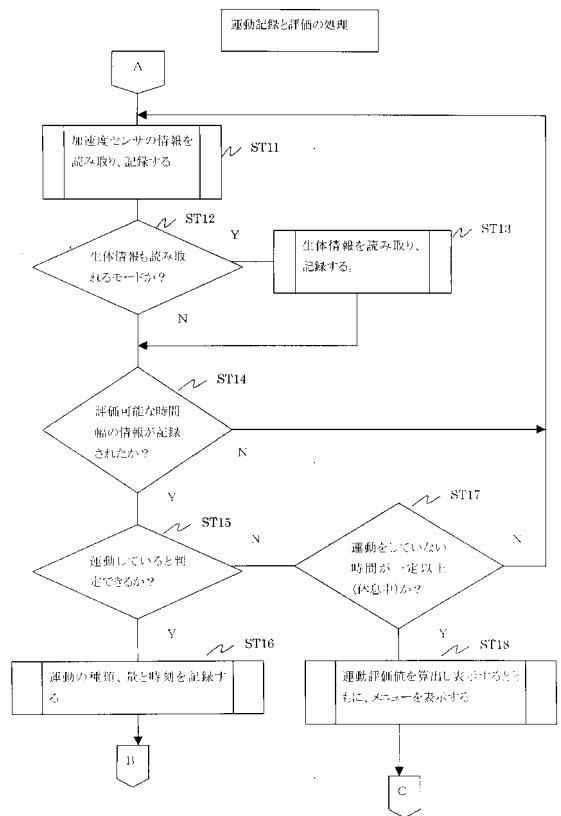 運動記録と評価の処理
A
加速度センサの情報を
読み取り、記録する
ST11
ST12
生体情報も読み取
れるモードか？
Y
N
ST13
生体情報を読み取り、
記録する。
ST14
評価可能な時間
幅の情報が記録
されたか？
N
Y
ST15
運動していると判
定できるか？
N
Y
ST17
運動をしていない
時間が一定以上
(休息中)か？
N
Y
ST16
運動の種類、量と時刻を記録す
る
ST18
運動評価値を算出し表示するとと
もに、メニューを表示する
B
C